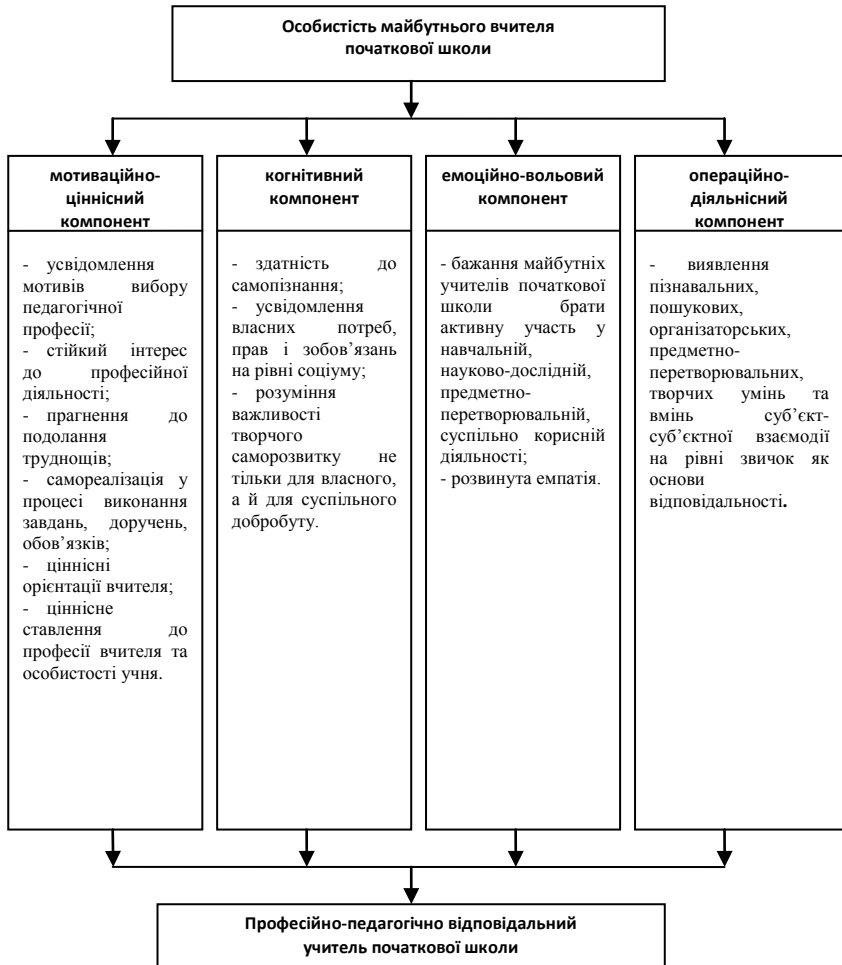 Особистість майбутнього вчителя
початкової школи
мотиваційно-
ціннісний
компонент
- усвідомлення
мотивів вибору
педагогічної
професії;
- стійкий інтерес
до професійної
діяльності;
- прагнення до
подолання
труднощів;
- самореалізація у
процесі виконання
завдань, доручень,
обов’язків;
- ціннісні
орієнтації вчителя;
- ціннісне
ставлення до
професії вчителя та
особистості учня.
когнітивний
компонент
- здатність до
самопізнання;
- усвідомлення
власних потреб,
прав і зобов’язань
на рівні соціуму;
- розуміння
важливості
творчого
саморозвитку не
тільки для власного,
а й для суспільного
добробуту.
емоційно-вольовий
компонент
- бажання майбутніх
учителів початкової
школи брати
активну участь у
навчальній,
науково-дослідній,
предметно-
перетворювальній,
суспільно корисній
діяльності;
- розвинута емпатія.
операційно-
діяльнісний
компонент
- виявлення
пізнавальних,
пошукових,
організаторських,
предметно-
перетворювальних,
творчих умінь та
вмінь суб’єкт-
суб’єктної взаємодії
на рівні звичок як
основи
відповідальності.
Професійно-педагогічно відповідальний
учитель початкової школи